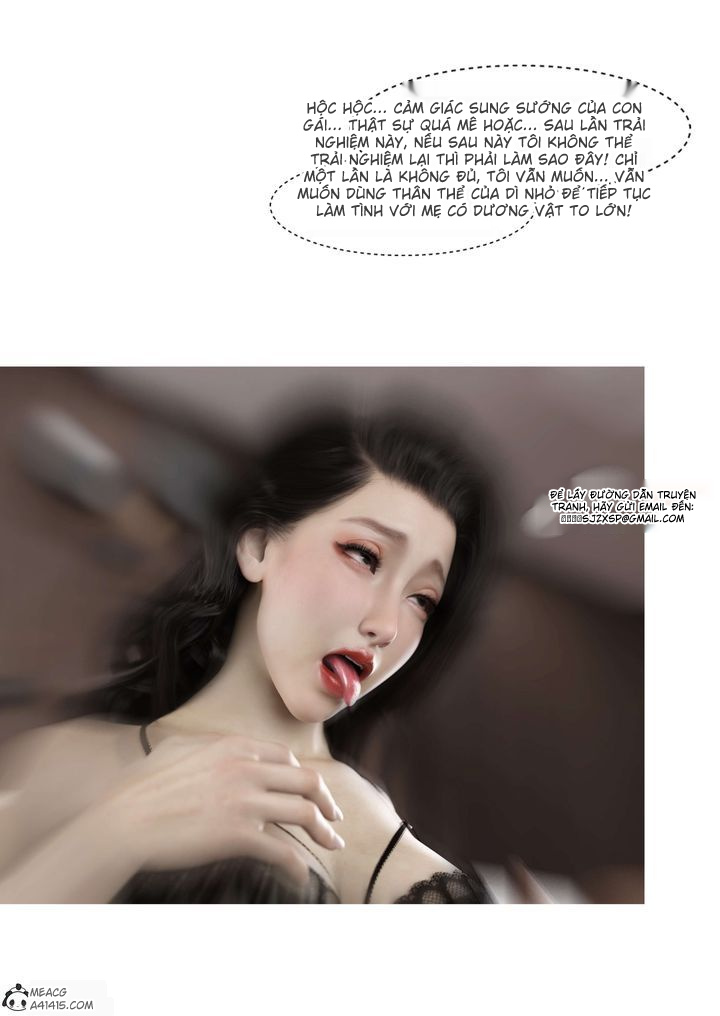 HỘC HỘC... CẢM GIÁC SUNG SƯỚNG CỦA CON
GÁI... THẬT SỰ QUÁ MÊ HOẶC... SAU LẦN TRẢI
NGHIỆM NÀY, NẾU SAU NÀY TÔI KHÔNG THỂ
TRẢI NGHIỆM LẠI THÌ PHẢI LÀM SAO ĐÂY! CHỈ
MỘT LẦN LÀ KHÔNG ĐỦ, TÔI VẪN MUỐN... VẪN
MUỐN DÙNG THÂN THỂ CỦA DÌ NHỎ ĐỂ TIẾP TỤC
LÀM TÌNH VỚI MẸ CÓ DƯƠNG VẬT TO LỚN!
ĐỂ LẤY ĐƯỜNG DẪN TRUYỆN
TRANH, HÃY GỬI EMAIL ĐẾN:
SJZXSP@GMAIL.COM
MEACG
A41415.COM